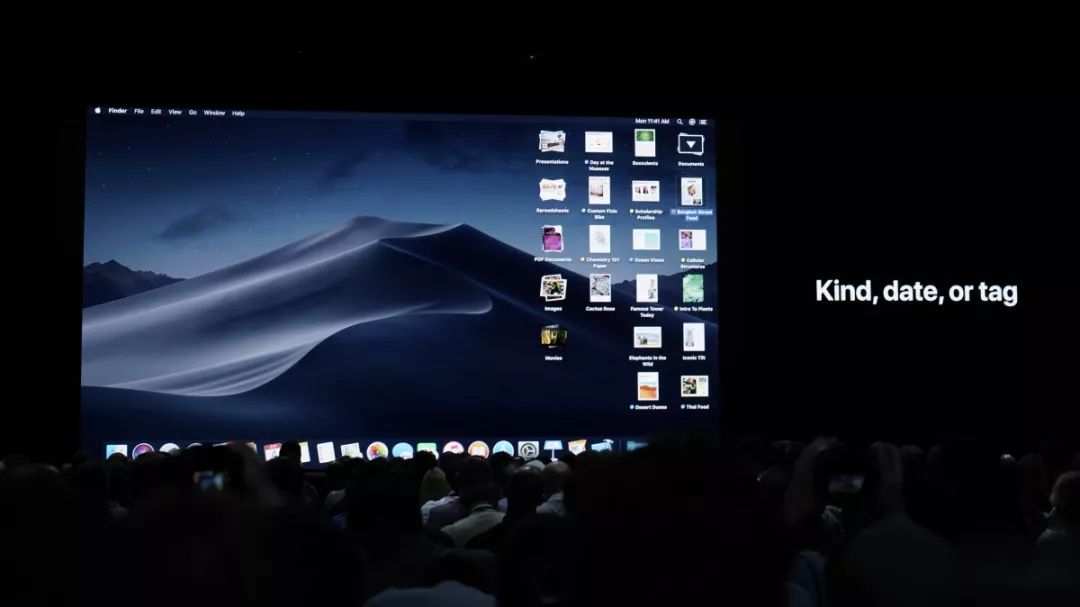 Finder File Edit View Go Window Help
Mon 11:41 AM
Presentations
Day at the
Museum
Succulents
Documents
Spreadsheets
Custom Fixie
Bike
Scholarship
Profiles
Bangkok Street
Food
PDF Documents
Chemistry 101
Paper
Ocean Views
Cellular
Structures
Images
Cactus Rose
Famous Tower
Today
Intro To Plants
Movies
Elephants in the
Wild
Iconic Tilt
Desert Dunes
Thai Food
Kind, date, or tag